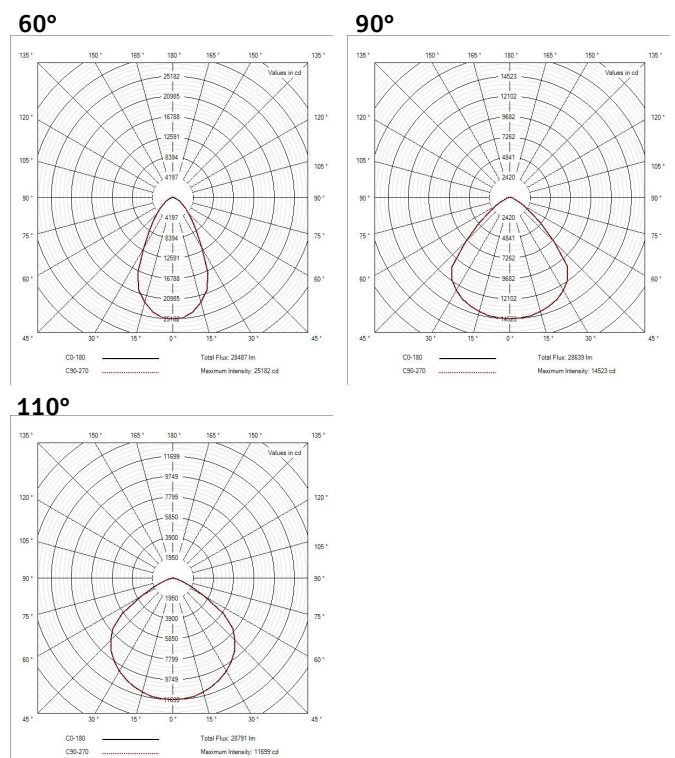 60°
90°
135 ° 150 ° 165 ° 180 ° 165 ° 150 ° 135 °
Values in cd
25182
20985
120 ° 16788 120 °
12591
105 ° 8394 105 °
4197
90 ° 90 °
4197
75 ° 8394 75 °
12591
60 ° 16788 60 °
20985
25182
45 ° 30 ° 15 ° 0 ° 15 ° 30 ° 45 °
C0-180 Total Flux: 28487 lm
C90-270 Maximum Intensity: 25182 cd
135 ° 150 ° 165 ° 180 ° 165 ° 150 ° 135 °
Values in cd
14523
12102
120 ° 9682 120 °
7262
105 ° 4841 105 °
2420
90 ° 90 °
2420
75 ° 4841 75 °
7262
60 ° 9682 60 °
12102
14523
45 ° 30 ° 15 ° 0 ° 15 ° 30 ° 45 °
C0-180 Total Flux: 28639 lm
C90-270 Maximum Intensity: 14523 cd
110°
135 ° 150 ° 165 ° 180 ° 165 ° 150 ° 135 °
Values in cd
11699
9749
120 ° 7799 120 °
5850
105 ° 3900 105 °
1950
90 ° 90 °
1950
75 ° 3900 75 °
5850
60 ° 7799 60 °
9749
11699
45 ° 30 ° 15 ° 0 ° 15 ° 30 ° 45 °
C0-180 Total Flux: 28791 lm
C90-270 Maximum Intensity: 11699 cd